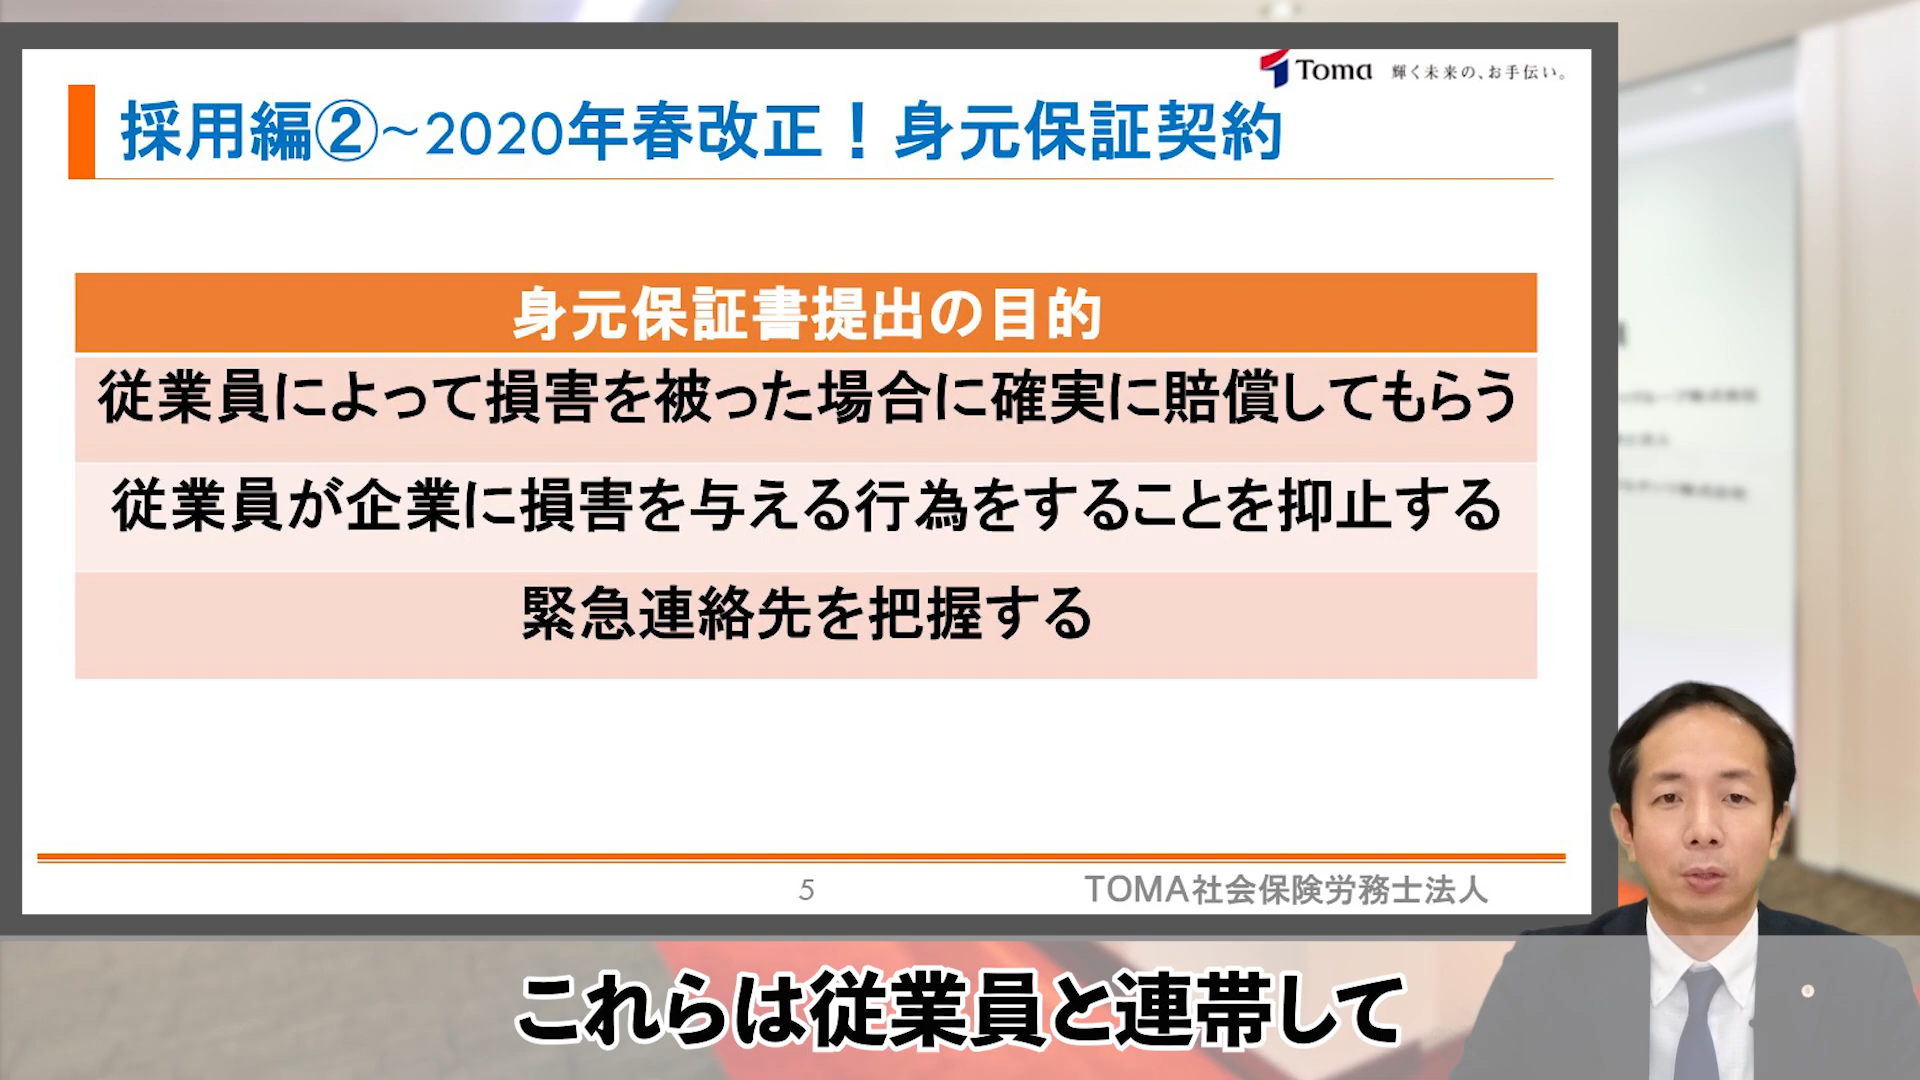 Toma 輝く未来の、お手伝い。
採用編②~2020年春改正！身元保証契約
身元保証書提出の目的
従業員によって損害を被った場合に確実に賠償してもらう
従業員が企業に損害を与える行為をすることを抑止する
緊急連絡先を把握する
5
TOMA社会保険労務士法人
これらは従業員と連帯して